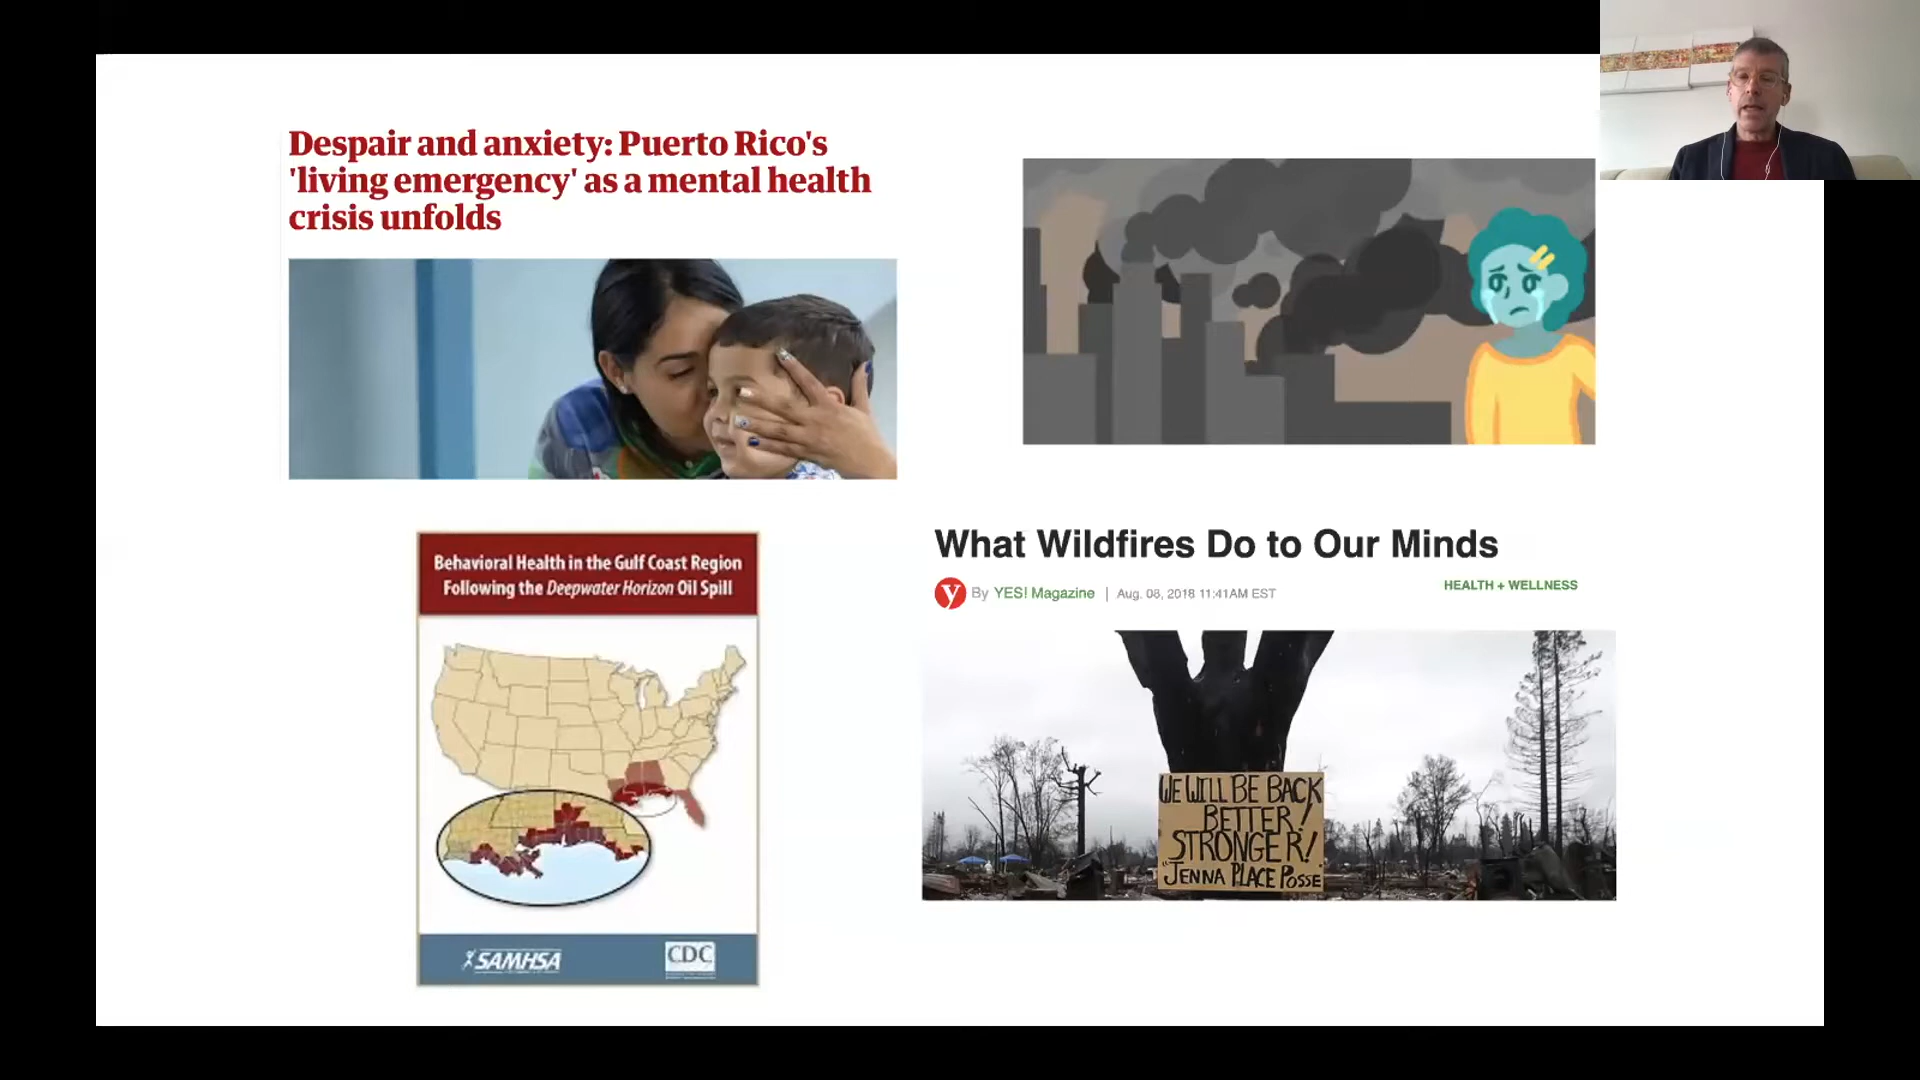 Despair and anxiety: Puerto Rico's
'living emergency' as a mental health
crisis unfolds
Behavioral Health in the Gulf Coast Region
Following the Deepwater Horizon Oil Spill
SAMHSA
CDC
What Wildfires Do to Our Minds
y By YES! Magazine | Aug. 08, 2018 11:41AM EST
HEALTH + WELLNESS
WE WILL BE BACK
BETTER!
STRONGER!
"JENNA PLACE POSSE